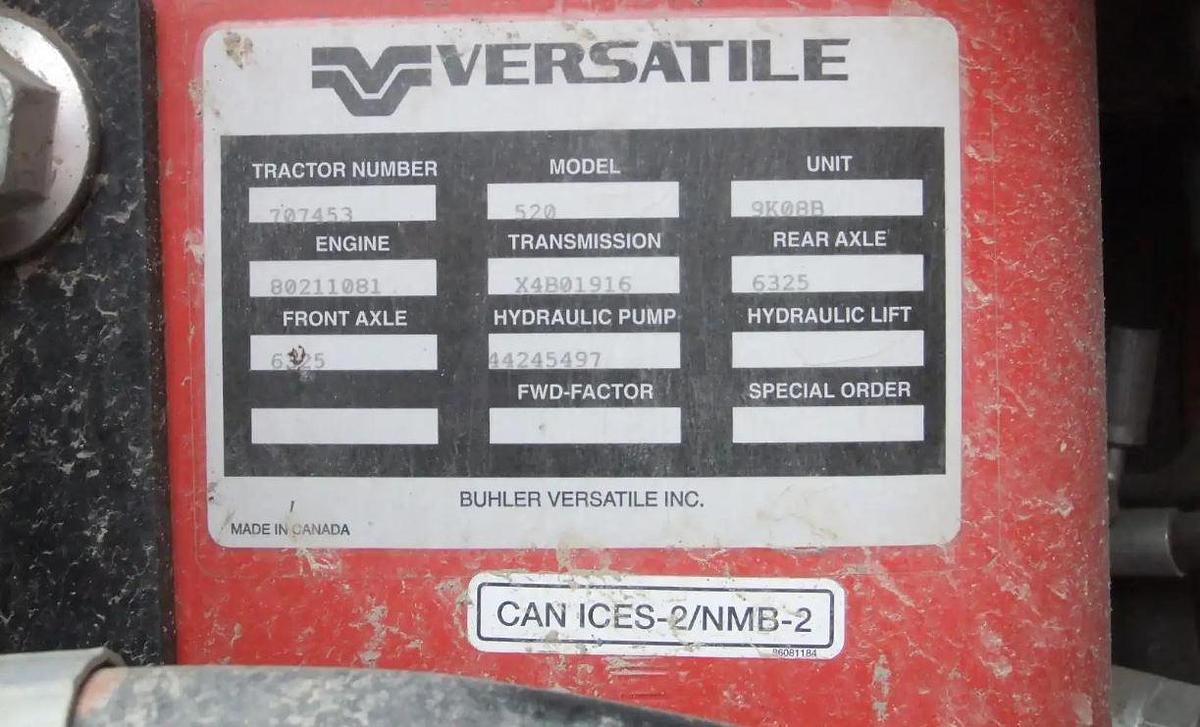 VERSATILE
TRACTOR NUMBER MODEL UNIT
707453 520 9K08B
ENGINE TRANSMISSION REAR AXLE
80211081 X4B01916 6325
FRONT AXLE HYDRAULIC PUMP HYDRAULIC LIFT
6325 44245497
FWD-FACTOR SPECIAL ORDER
BUHLER VERSATILE INC.
MADE IN CANADA
CAN ICES-2/NMB-2
86081184